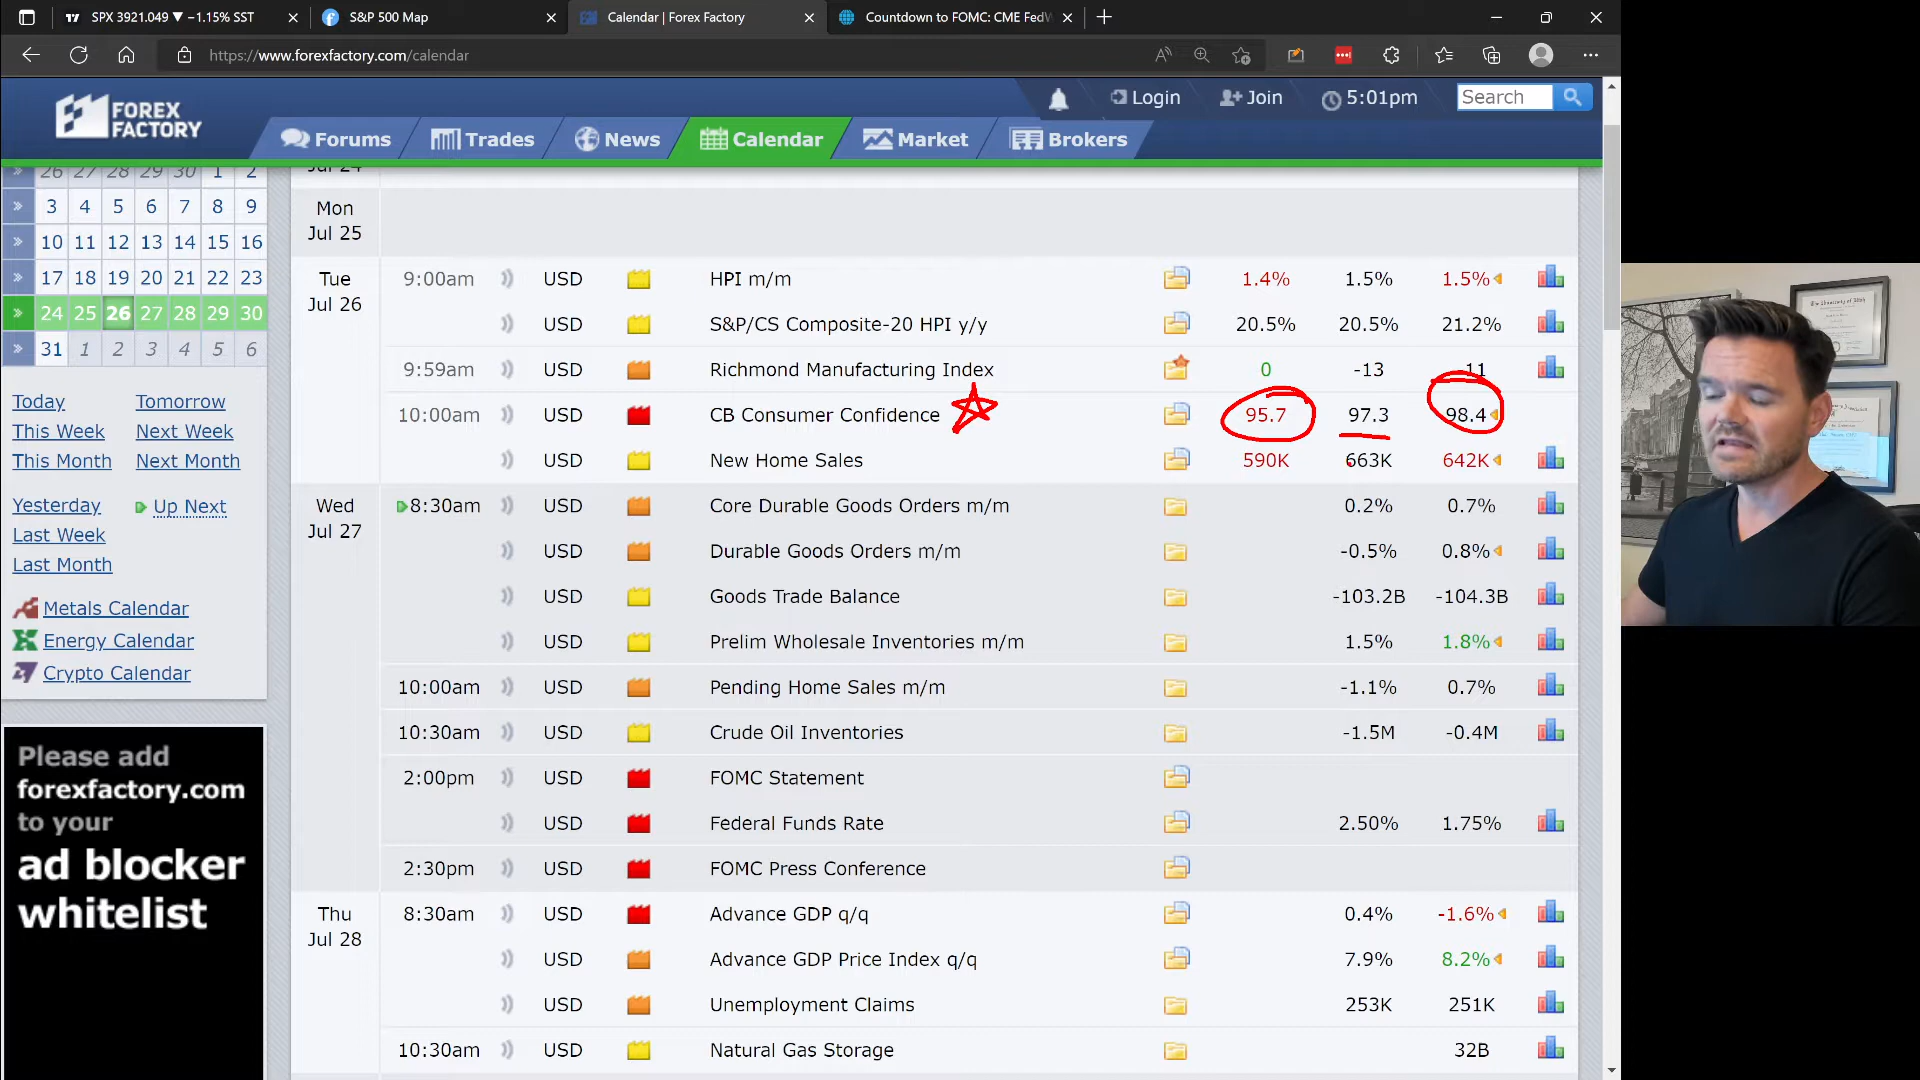 SPX 3921.049 ▼ −1.15% SST
S&P 500 Map
Calendar | Forex Factory
Countdown to FOMC: CME FedW
https://www.forexfactory.com/calendar
FOREX FACTORY
Login
Join
5:01pm
Search
Forums
Trades
News
Calendar
Market
Brokers
26 27 28 29 30 1 2
3 4 5 6 7 8 9
10 11 12 13 14 15 16
17 18 19 20 21 22 23
24 25 26 27 28 29 30
31 1 2 3 4 5 6
Today Tomorrow
This Week Next Week
This Month Next Month
Yesterday Up Next
Last Week
Last Month
Metals Calendar
Energy Calendar
Crypto Calendar
Please add
forexfactory.com
to your
ad blocker
whitelist
Jul 24
Mon
Jul 25
Tue
Jul 26
9:00am USD HPI m/m 1.4% 1.5% 1.5%
USD S&P/CS Composite-20 HPI y/y 20.5% 20.5% 21.2%
9:59am USD Richmond Manufacturing Index 0 -13 -11
10:00am USD CB Consumer Confidence 95.7 97.3 98.4
USD New Home Sales 590K 663K 642K
Wed
Jul 27
8:30am USD Core Durable Goods Orders m/m 0.2% 0.7%
USD Durable Goods Orders m/m -0.5% 0.8%
USD Goods Trade Balance -103.2B -104.3B
USD Prelim Wholesale Inventories m/m 1.5% 1.8%
10:00am USD Pending Home Sales m/m -1.1% 0.7%
10:30am USD Crude Oil Inventories -1.5M -0.4M
2:00pm USD FOMC Statement
USD Federal Funds Rate 2.50% 1.75%
2:30pm USD FOMC Press Conference
Thu
Jul 28
8:30am USD Advance GDP q/q 0.4% -1.6%
USD Advance GDP Price Index q/q 7.9% 8.2%
USD Unemployment Claims 253K 251K
10:30am USD Natural Gas Storage 32B